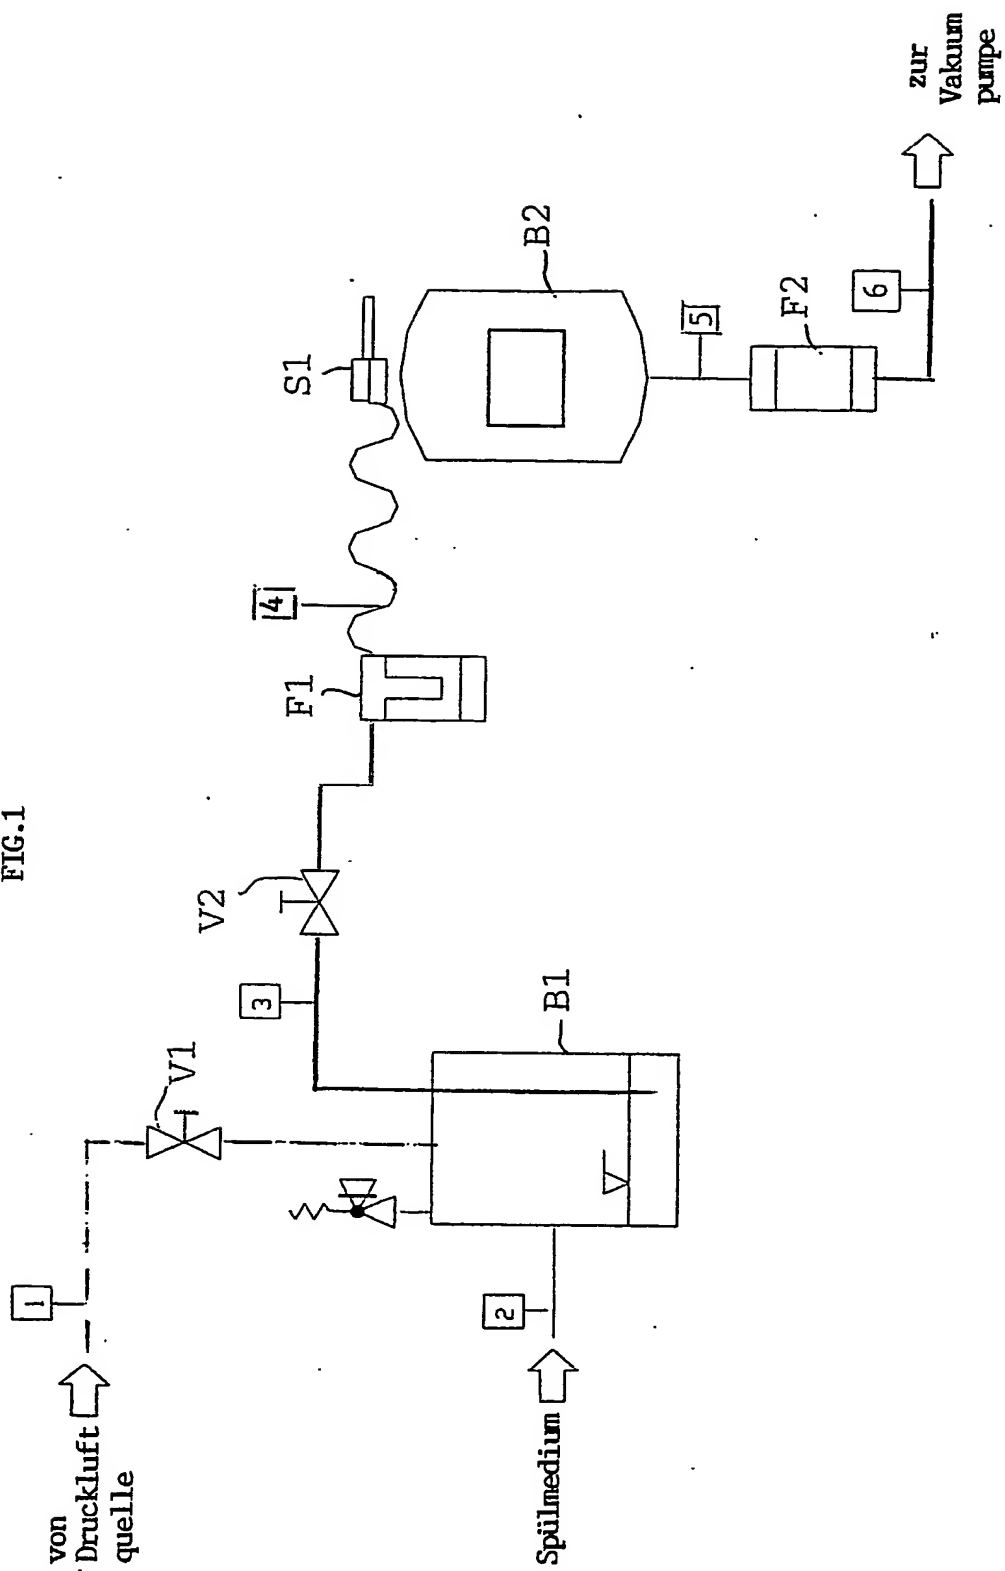 FIG.1
von
Druckluft
quelle
1
V1
Spülmedium
2
B1
3
V2
F1
4
S1
B2
5
F2
6
zur
Vakuum
pumpe